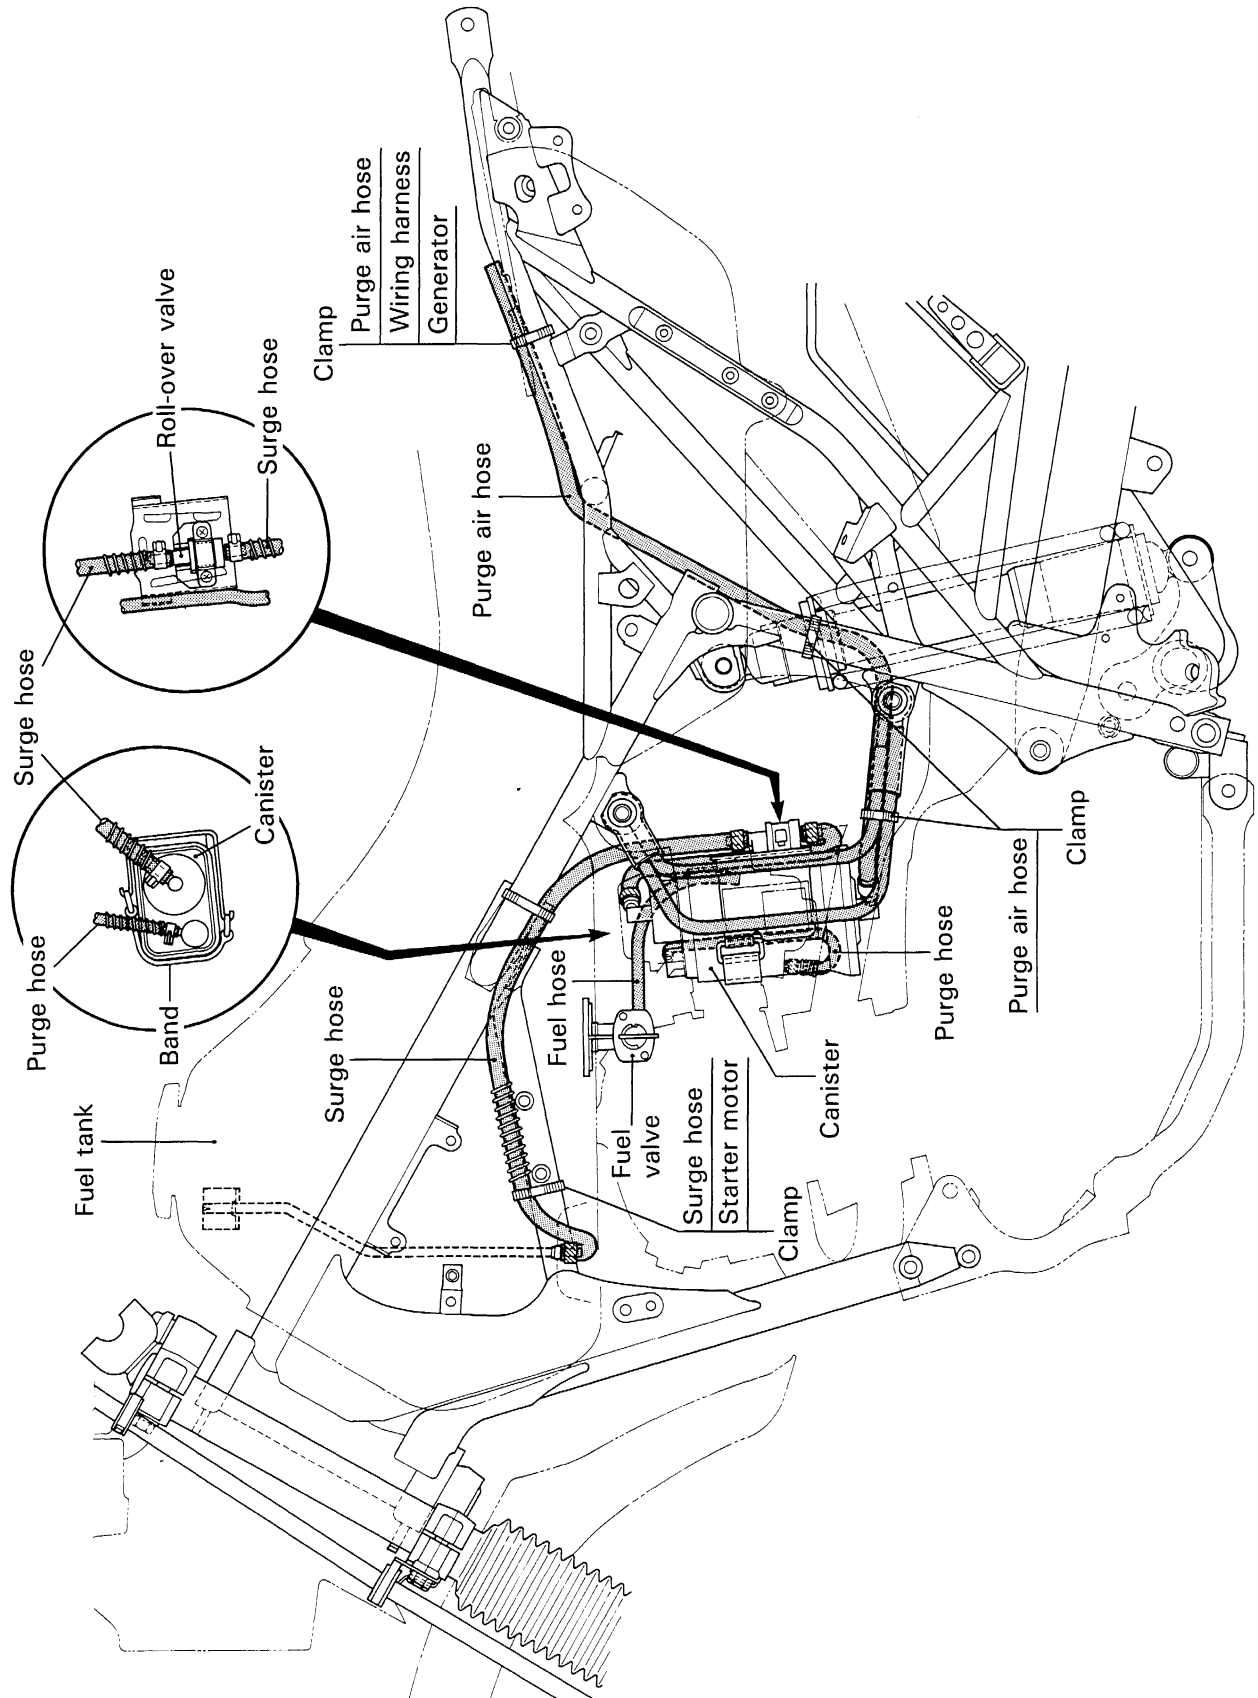 Surge hose
Purge hose
Band
Canister
Roll-over valve
Surge hose
Clamp
Purge air hose
Wiring harness
Generator
Fuel tank
Surge hose
Purge air hose
Fuel hose
Fuel
valve
Surge hose
Starter motor
Clamp
Canister
Purge hose
Purge air hose
Clamp